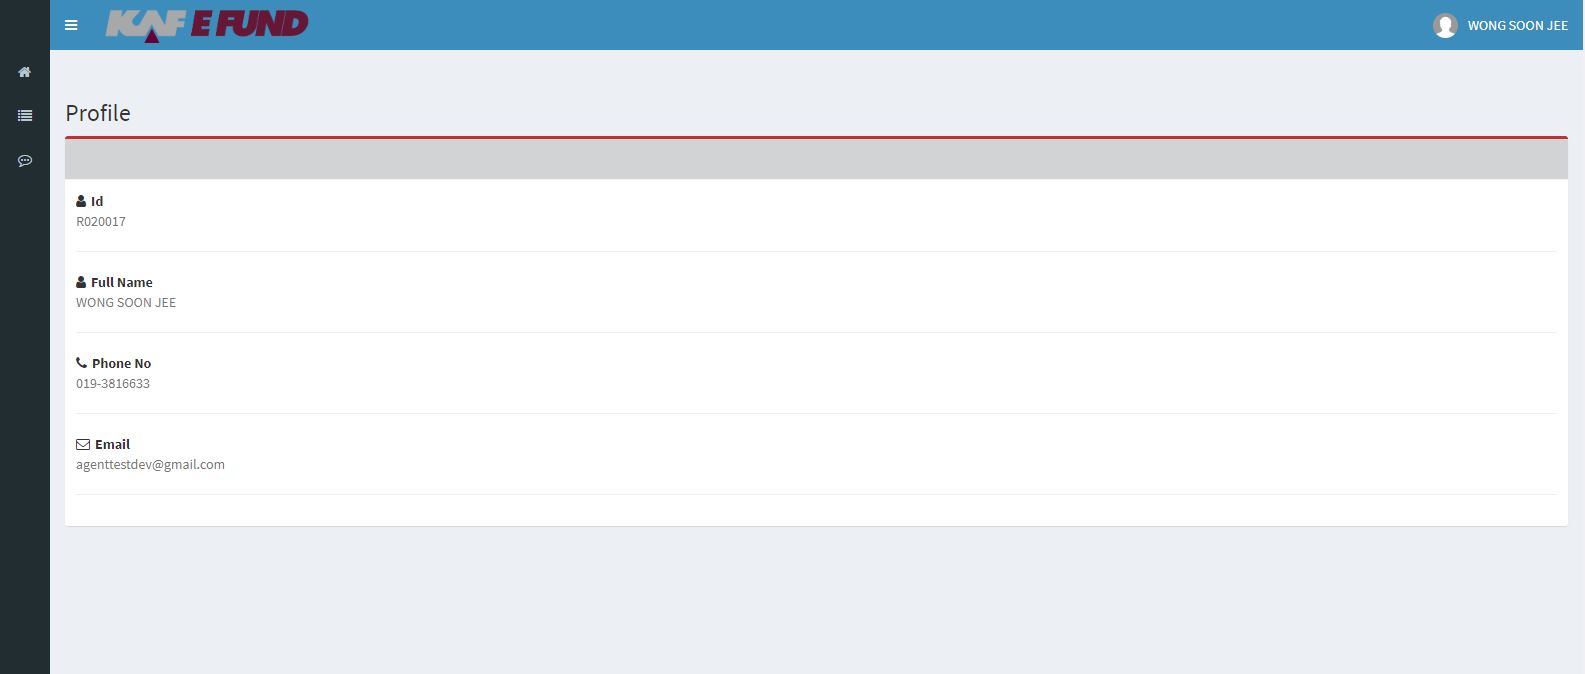 KAF E FUND
WONG SOON JEE
Profile
Id
R020017
Full Name
WONG SOON JEE
Phone No
019-3816633
Email
agenttestdev@gmail.com